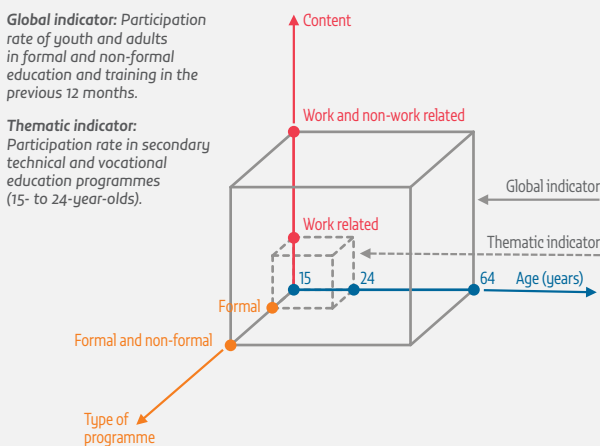 Global indicator: Participation
rate of youth and adults
in formal and non-formal
education and training in the
previous 12 months.
Thematic indicator:
Participation rate in secondary
technical and vocational
education programmes
(15- to 24-year-olds).
Content
Work and non-work related
Global indicator
Work related
Thematic indicator
15
24
64
Age (years)
Formal
Formal and non-formal
Type of
programme